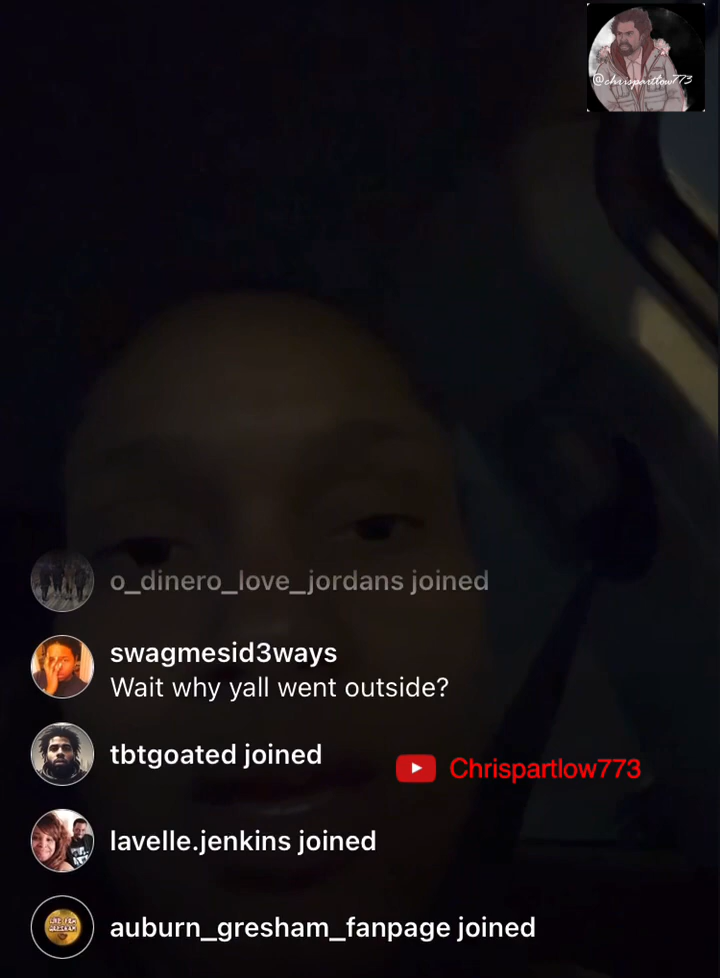 @chrispartlow773
o_dinero_love_jordans joined
swagmesid3ways
Wait why yall went outside?
tbtgoated joined
Chrispartlow773
lavelle.jenkins joined
auburn_gresham_fanpage joined